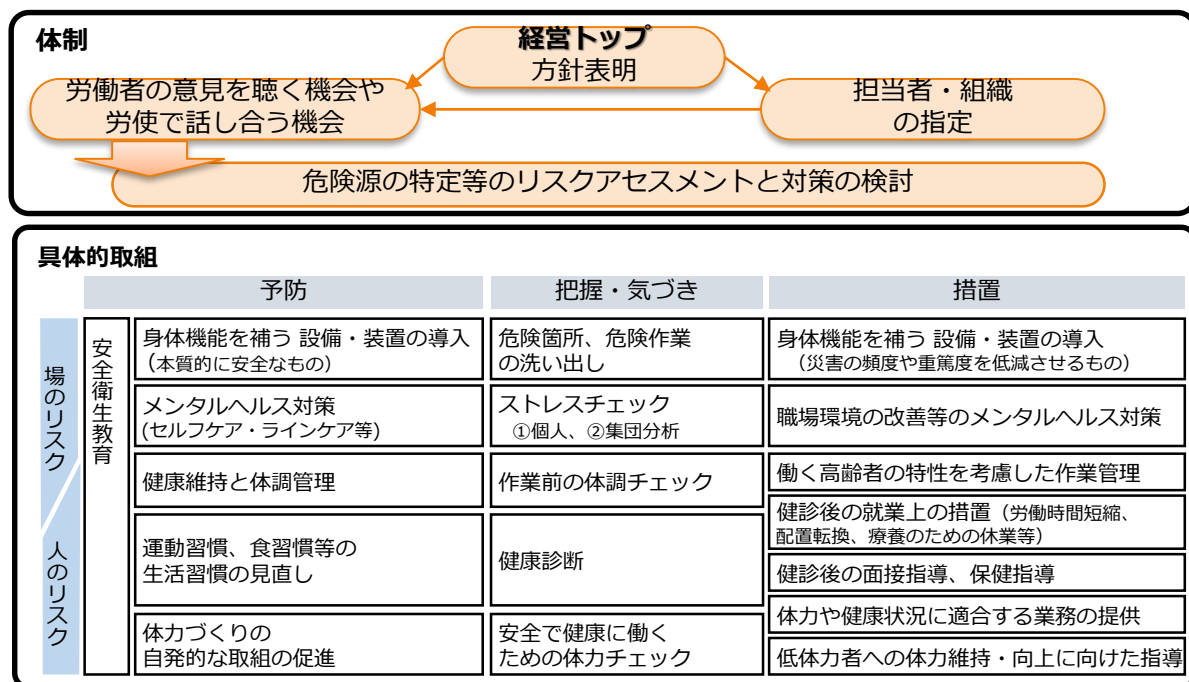 体制
経営トップ
方針表明
労働者の意見を聴く機会や
労使で話し合う機会
担当者・組織
の指定
危険源の特定等のリスクアセスメントと対策の検討
具体的取組
予防
把握・気づき
措置
場のリスク
人のリスク
安全衛生教育
身体機能を補う 設備・装置の導入
（本質的に安全なもの）
危険箇所、危険作業
の洗い出し
身体機能を補う 設備・装置の導入
（災害の頻度や重篤度を低減させるもの）
メンタルヘルス対策
(セルフケア・ラインケア等)
ストレスチェック
①個人、②集団分析
職場環境の改善等のメンタルヘルス対策
健康維持と体調管理
作業前の体調チェック
働く高齢者の特性を考慮した作業管理
運動習慣、食習慣等の
生活習慣の見直し
健康診断
健診後の就業上の措置（労働時間短縮、
配置転換、療養のための休業等）
健診後の面接指導、保健指導
体力づくりの
自発的な取組の促進
安全で健康に働く
ための体力チェック
体力や健康状況に適合する業務の提供
低体力者への体力維持・向上に向けた指導